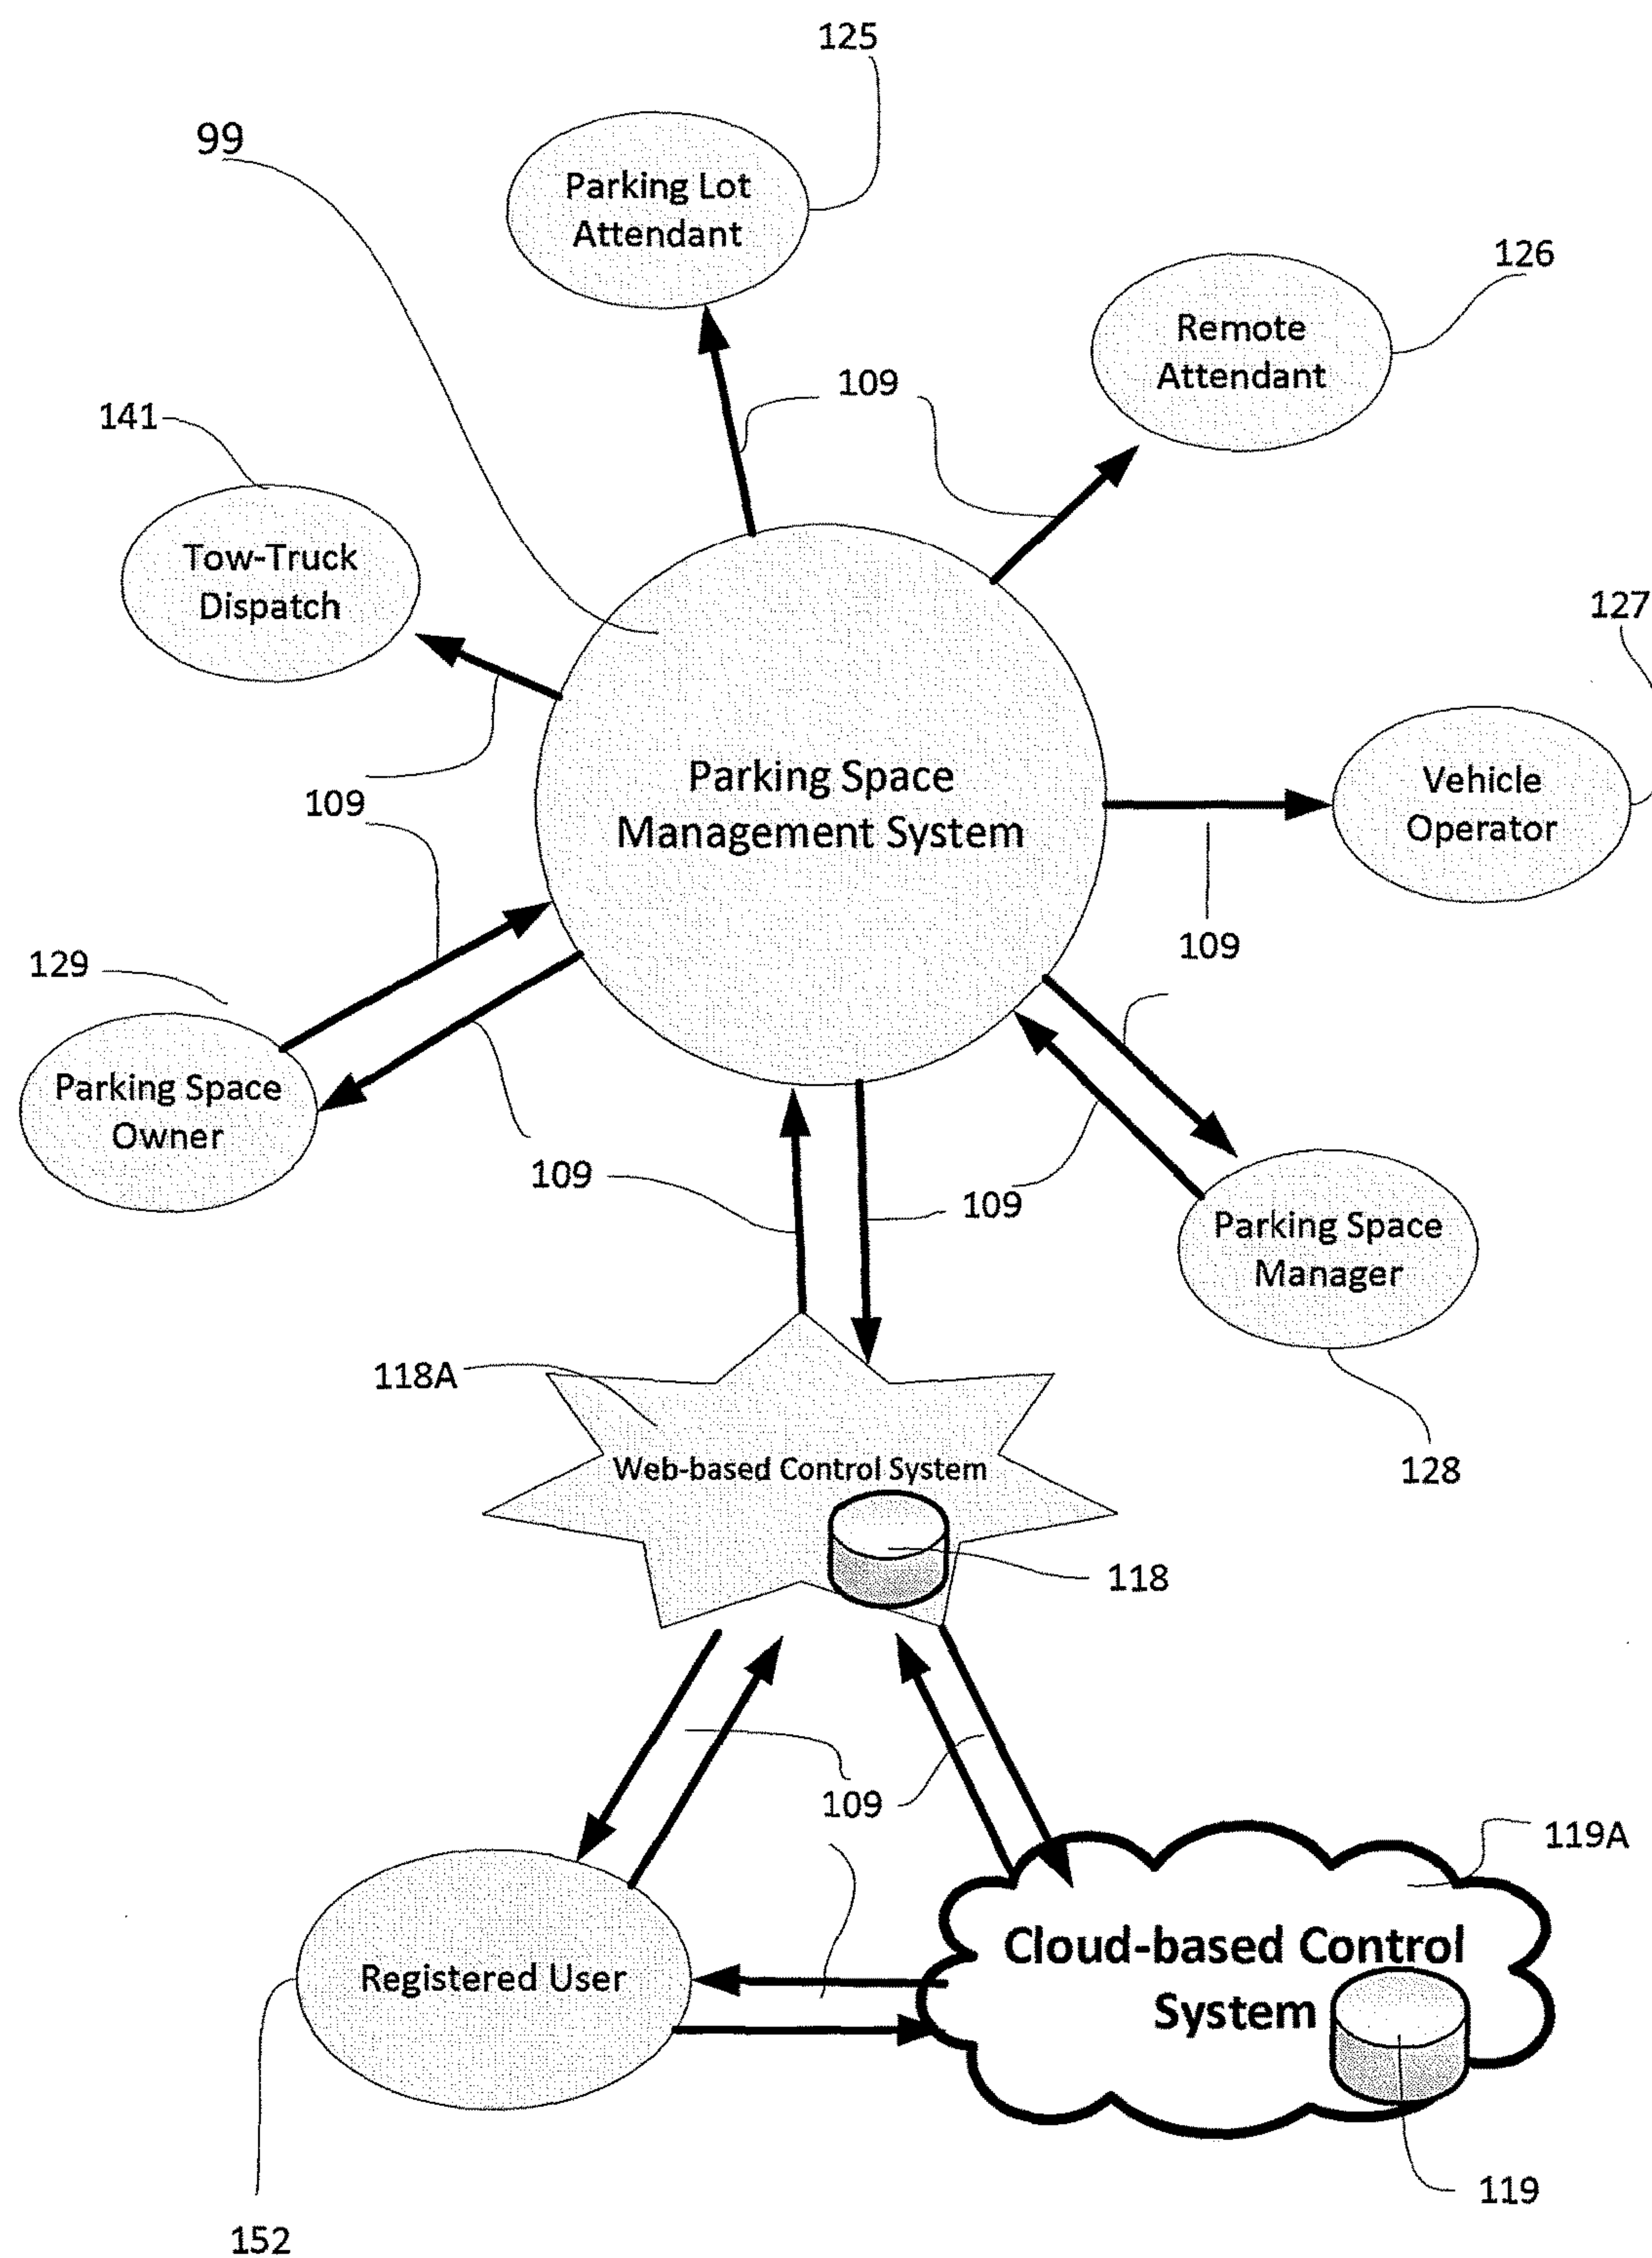 125
99
Parking Lot
Attendant
126
Remote
Attendant
109
141
Tow-Truck
Dispatch
127
Parking Space
Management System
Vehicle
Operator
109
109
129
Parking Space
Owner
109
109
Parking Space
Manager
118A
128
Web-based Control System
118
109
119A
Cloud-based Control
System
Registered User
119
152